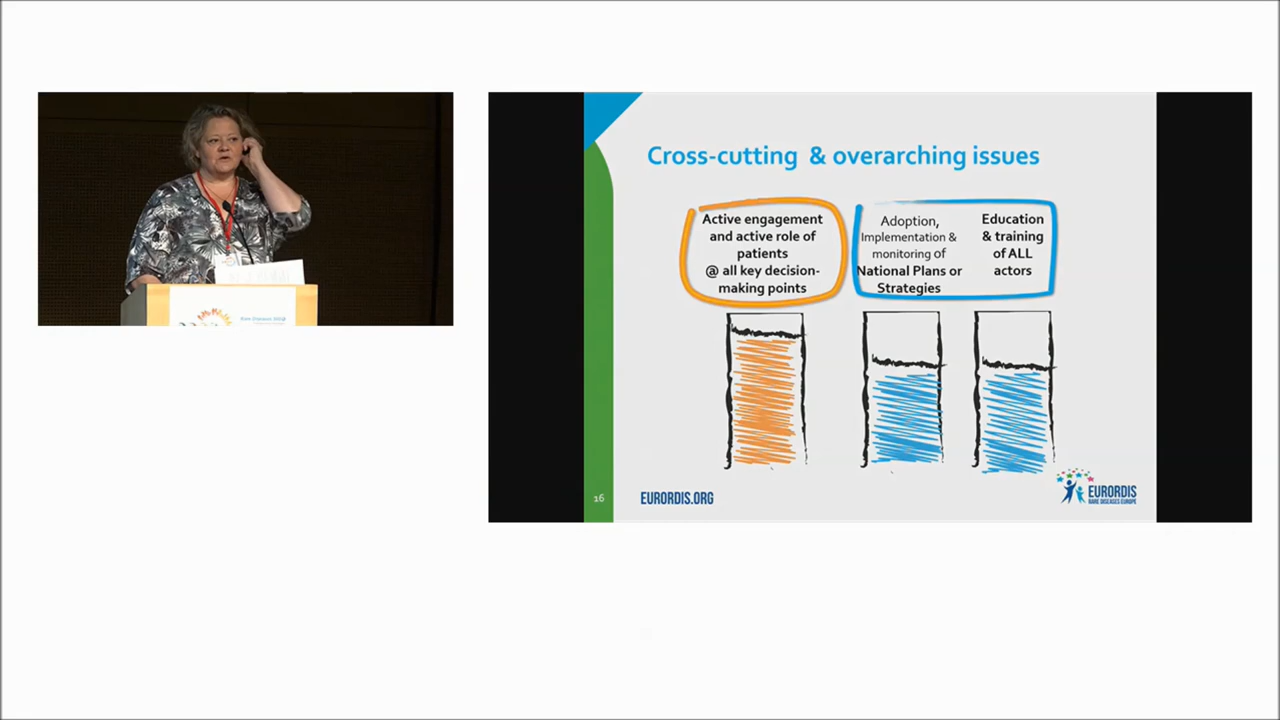 Cross-cutting & overarching issues
Active engagement
and active role of
patients
@ all key decision-
making points
Adoption,
Implementation &
monitoring of
National Plans or
Strategies
Education
& training
of ALL
actors
16
EURORDIS.ORG
EURORDIS
RARE DISEASES EUROPE